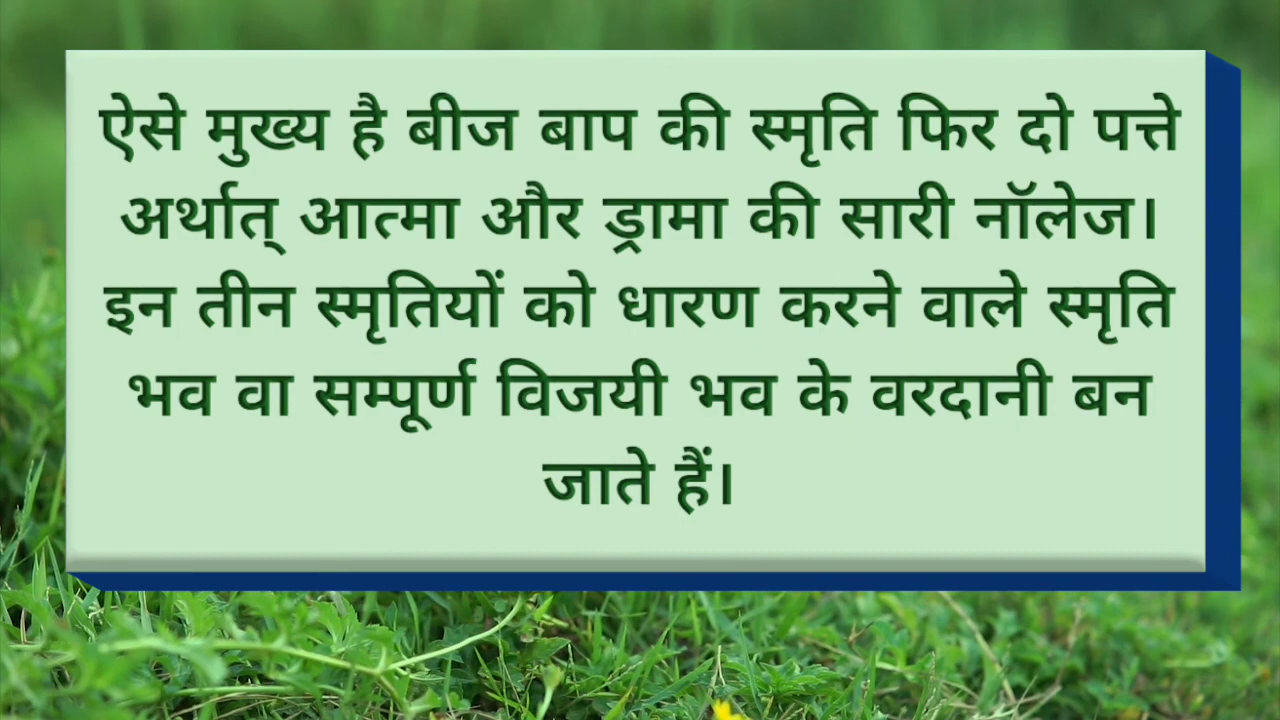 ऐसे मुख्य है बीज बाप की स्मृति फिर दो पत्ते
अर्थात् आत्मा और ड्रामा की सारी नॉलेज।
इन तीन स्मृतियों को धारण करने वाले स्मृति
भव वा सम्पूर्ण विजयी भव के वरदानी बन
जाते हैं।